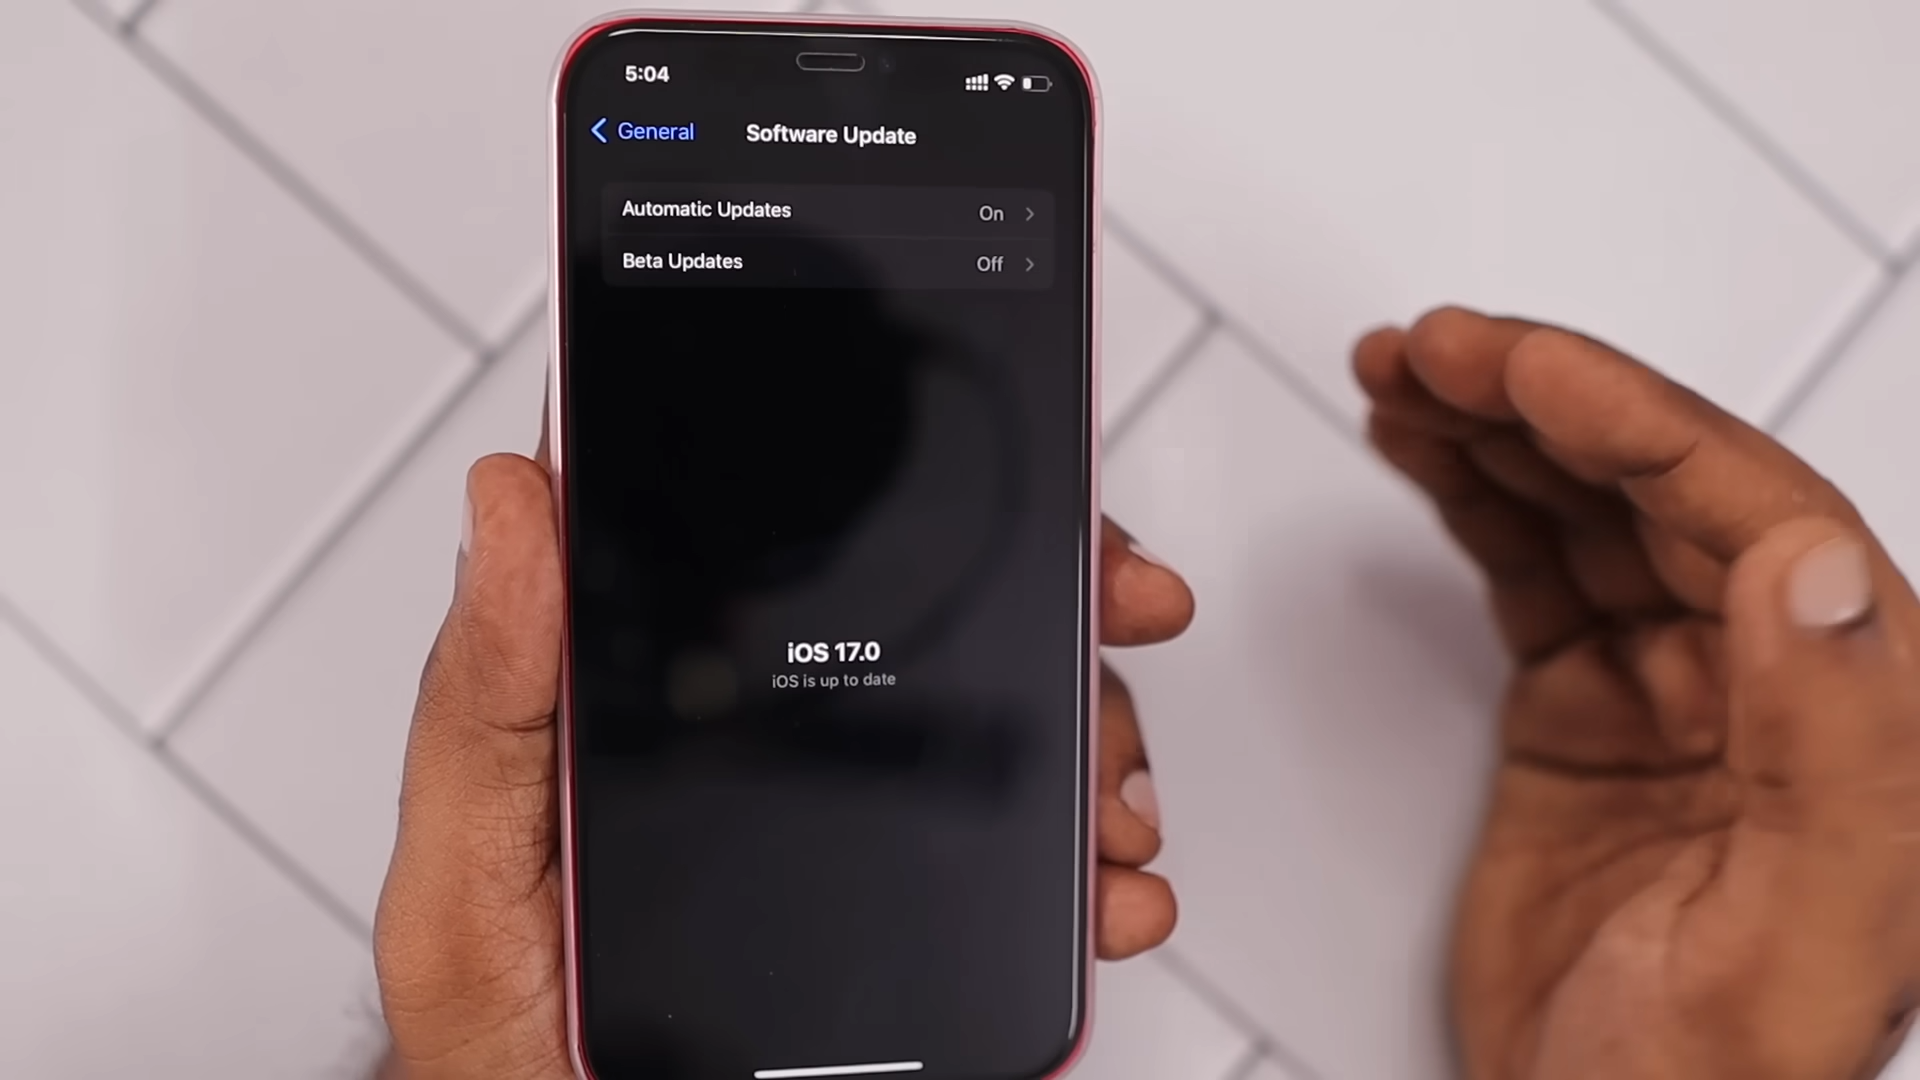 5:04
General
Software Update
Automatic Updates On
Beta Updates Off
iOS 17.0
iOS is up to date